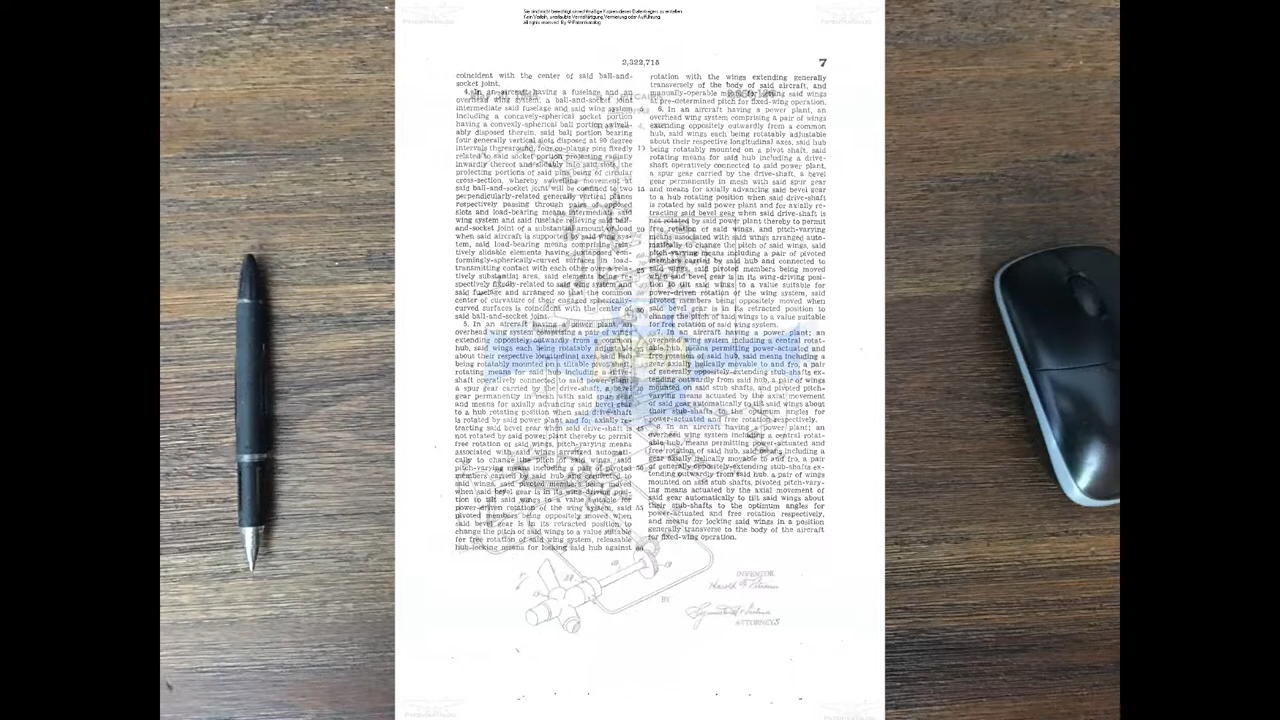 Sie sind nicht berechtigt unrechtmäßige Kopien dieses Datenträgers zu erstellen
Kein Verleih, unerlaubte Vervielfältigung, Vermietung oder Aufführung.
All rights reserved. By
2,322,715
7
coincident with the center of said ball-and-
socket joint.
4. In an aircraft having a fuselage and an
overhead wing system, a ball-and-socket joint
intermediate said fuselage and said wing system
including a concavely-spherical socket portion
having a convexly-spherical ball portion swivell-
ably disposed therein, said ball portion bearing
four generally vertical slots disposed at 90 degree
intervals thgrearound, four co-planar pins fixedly
related to said socket portion projecting radially
inwardly thereof and slidably into said slots, the
projecting portions of said pins being of circular
cross-section, whereby swivelling movement at
said ball-and-socket joint will be confined to two
perpendicularly-related generally vertical planes
respectively passing through pairs of opposed
slots and load-bearing means intermediate said
wing system and said fuselage relieving said ball-
and-socket joint of a substantial amount of load
when said aircraft is supported by said wing sys-
tem, said load-bearing means comprising rela-
tively slidable elements having juxtaposed con-
formingly-spherically-curved surfaces in load-
transmitting contact with each other over a rela-
tively substantial area, said elements being re-
spectively fixedly-related to said wing system and
said fuselage and arranged so that the common
center of curvature of their engaged spherically-
curved surfaces is coincident with the center of
said ball-and-socket joint.
5. In an aircraft having a power plant, an
overhead wing system comprising a pair of wings
extending oppositely outwardly from a common
hub, said wings each being rotatably adjustable
about their respective longitudinal axes, said hub
being rotatably mounted on a tiltable pivot shaft,
rotating means for said hub including a drive-
shaft operatively connected to said power plant
a spur gear carried by the drive-shaft, a bevel
gear permanently in mesh with said spur gear
and means for axially advancing said bevel gear
to a hub rotating position when said drive-shaft
is rotated by said power plant and for axially re-
tracting said bevel gear when said drive-shaft is
not rotated by said power plant thereby to permit
free rotation of said wings, pitch-varying means
associated with said wings arranged automati-
cally to change the pitch of said wings, said
pitch-varying means including a pair of pivoted
members carried by said hub and connected to
said wings, said pivoted members being moved
when said bevel gear is in its wing-driving posi-
tion to tilt said wings to a value suitable for
power-driven rotation of the wing system, said
pivoted members being oppositely moved when
said bevel gear is in its retracted position to
change the pitch of said wings to a value suitable
for free rotation of said wing system, releasable
hub-locking means for locking said hub against
5
10
15
20
25
30
35
40
45
50
55
60
rotation with the wings extending generally
transversely of the body of said aircraft, and
manually-operable means for setting said wings
at pre-determined pitch for fixed-wing operation.
6. In an aircraft having a power plant, an
overhead wing system comprising a pair of wings
extending oppositely outwardly from a common
hub, said wings each being rotatably adjustable
about their respective longitudinal axes, said hub
being rotatably mounted on a pivot shaft, said
rotating means for said hub including a drive-
shaft operatively connected to said power plant,
a spur gear carried by the drive-shaft, a bevel
gear permanently in mesh with said spur gear
and means for axially advancing said bevel gear
to a hub rotating position when said drive-shaft
is rotated by said power plant and for axially re-
tracting said bevel gear when said drive-shaft is
not rotated by said power plant thereby to permit
free rotation of said wings, and pitch-varying
means associated with said wings arranged auto-
matically to change the pitch of said wings, said
pitch-varying means including a pair of pivoted
members carried by said hub and connected to
said wings, said pivoted members being moved
when said bevel gear is in its wing-driving posi-
tion to tilt said wings to a value suitable for
power-driven rotation of the wing system, said
pivoted members being oppositely moved when
said bevel gear is in its retracted position to
change the pitch of said wings to a value suitable
for free rotation of said wing system.
7. In an aircraft having a power plant; an
overhead wing system including a central rotat-
able hub, means permitting power-actuated and
free rotation of said hub, said means including a
gear axially helically movable to and fro, a pair
of generally oppositely-extending stub-shafts ex-
tending outwardly from said hub, a pair of wings
mounted on said stub shafts, and pivoted pitch-
varying means actuated by the axial movement
of said gear automatically to tilt said wings about
their stub-shafts to the optimum angles for
power-actuated and free rotation respectively.
8. In an aircraft having a power plant; an
overhead wing system including a central rotat-
able hub, means permitting power-actuated and
free rotation of said hub, said means including a
gear axially helically movable to and fro, a pair
of generally oppositely-extending stub-shafts ex-
tending outwardly from said hub, a pair of wings
mounted on said stub shafts, pivoted pitch-vary-
ing means actuated by the axial movement of
said gear automatically to tilt said wings about
their stub-shafts to the optimum angles for
power-actuated and free rotation respectively,
and means for locking said wings in a position
generally transverse to the body of the aircraft
for fixed-wing operation.
INVENTOR
BY
ATTORNEYS